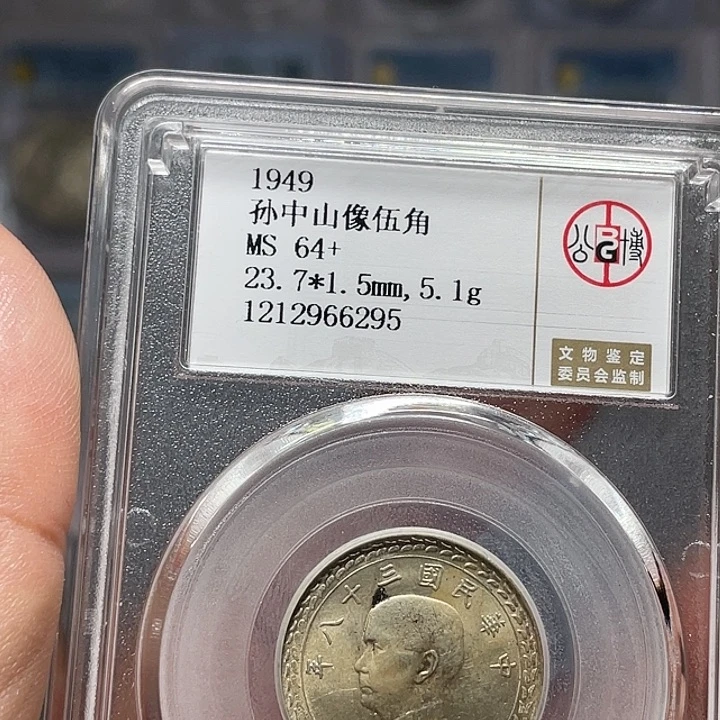 1949
孙中山像伍角
MS 64+
23.7*1.5mm,5.1g
1212966295
公博
BG
文物鉴定
委员会监制
年八十三國民華中